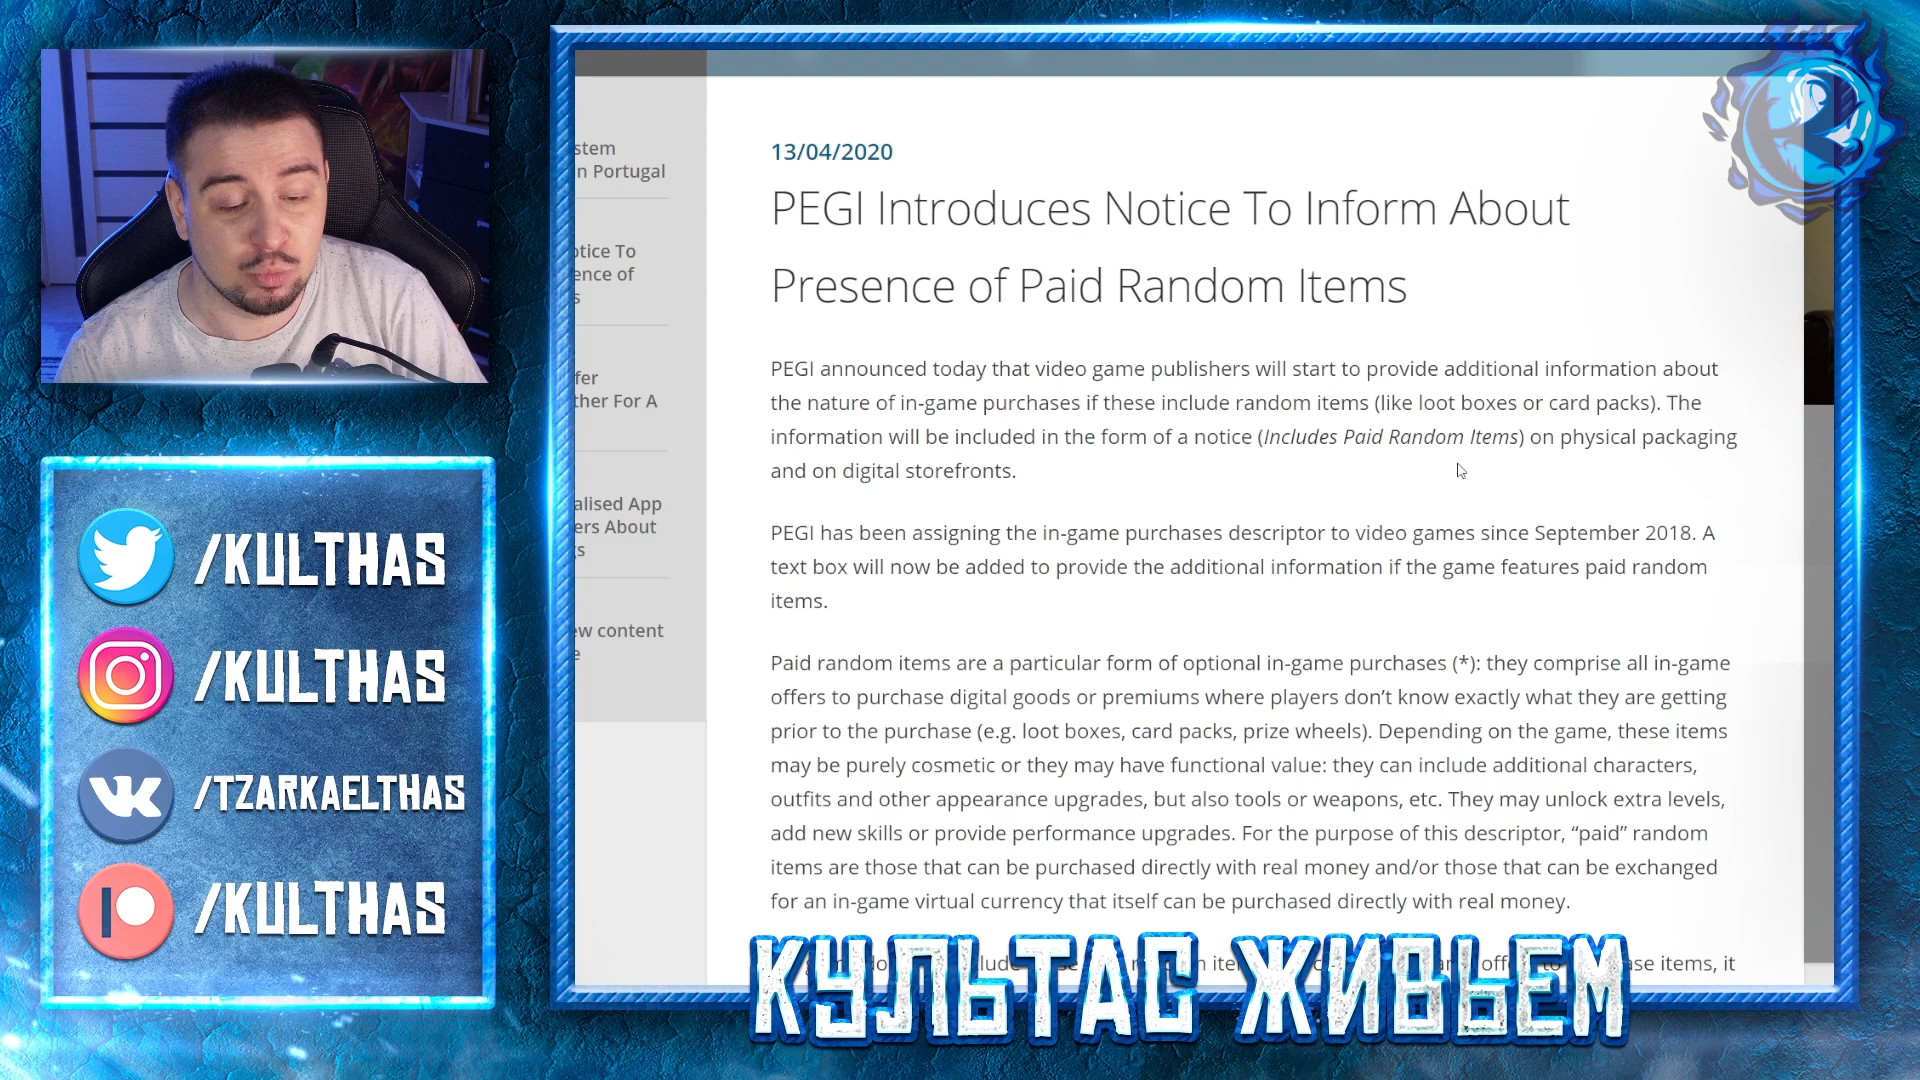 /KULTHAS
/KULTHAS
/TZARKAELTHAS
/KULTHAS
stem
n Portugal
otice To
ence of
s
fer
ther For A
alised App
ers About
gs
ew content
e
13/04/2020
PEGI Introduces Notice To Inform About
Presence of Paid Random Items
PEGI announced today that video game publishers will start to provide additional information about
the nature of in-game purchases if these include random items (like loot boxes or card packs). The
information will be included in the form of a notice (Includes Paid Random Items) on physical packaging
and on digital storefronts.
PEGI has been assigning the in-game purchases descriptor to video games since September 2018. A
text box will now be added to provide the additional information if the game features paid random
items.
Paid random items are a particular form of optional in-game purchases (*): they comprise all in-game
offers to purchase digital goods or premiums where players don’t know exactly what they are getting
prior to the purchase (e.g. loot boxes, card packs, prize wheels). Depending on the game, these items
may be purely cosmetic or they may have functional value: they can include additional characters,
outfits and other appearance upgrades, but also tools or weapons, etc. They may unlock extra levels,
add new skills or provide performance upgrades. For the purpose of this descriptor, “paid” random
items are those that can be purchased directly with real money and/or those that can be exchanged
for an in-game virtual currency that itself can be purchased directly with real money.
items, it
КУЛЬТАС ЖИВЬЕМ